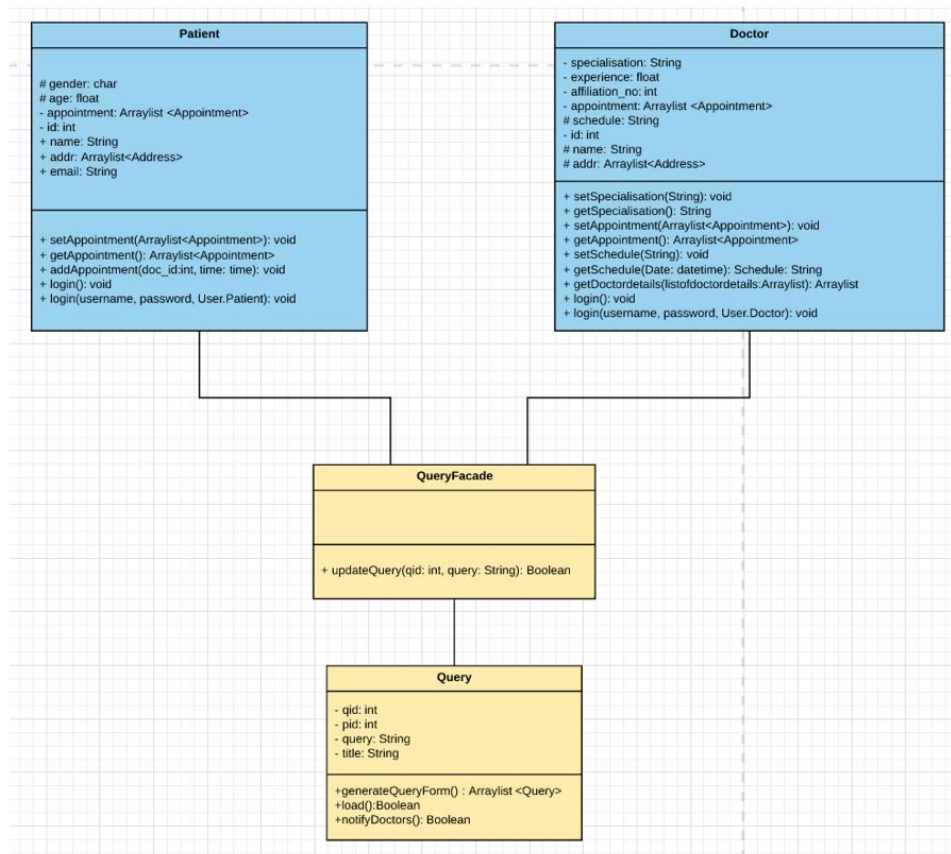 Patient
# gender: char
# age: float
- appointment: Arraylist <Appointment>
- id: int
+ name: String
+ addr: Arraylist<Address>
+ email: String
+ setAppointment(Arraylist<Appointment>): void
+ getAppointment(): Arraylist<Appointment>
+ addAppointment(doc_id:int, time: time): void
+ login(): void
+ login(username, password, User.Patient): void
Doctor
- specialisation: String
- experience: float
- affiliation_no: int
- appointment: Arraylist <Appointment>
# schedule: String
- id: int
# name: String
# addr: Arraylist<Address>
+ setSpecialisation(String): void
+ getSpecialisation(): String
+ setAppointment(Arraylist<Appointment>): void
+ getAppointment(): Arraylist<Appointment>
+ setSchedule(String): void
+ getSchedule(Date: datetime): Schedule: String
+ getDoctordetails(listofdoctordetails:Arraylist): Arraylist
+ login(): void
+ login(username, password, User.Doctor): void
QueryFacade
+ updateQuery(qid: int, query: String): Boolean
Query
- qid: int
- pid: int
- query: String
- title: String
+generateQueryForm() : Arraylist <Query>
+load():Boolean
+notifyDoctors(): Boolean